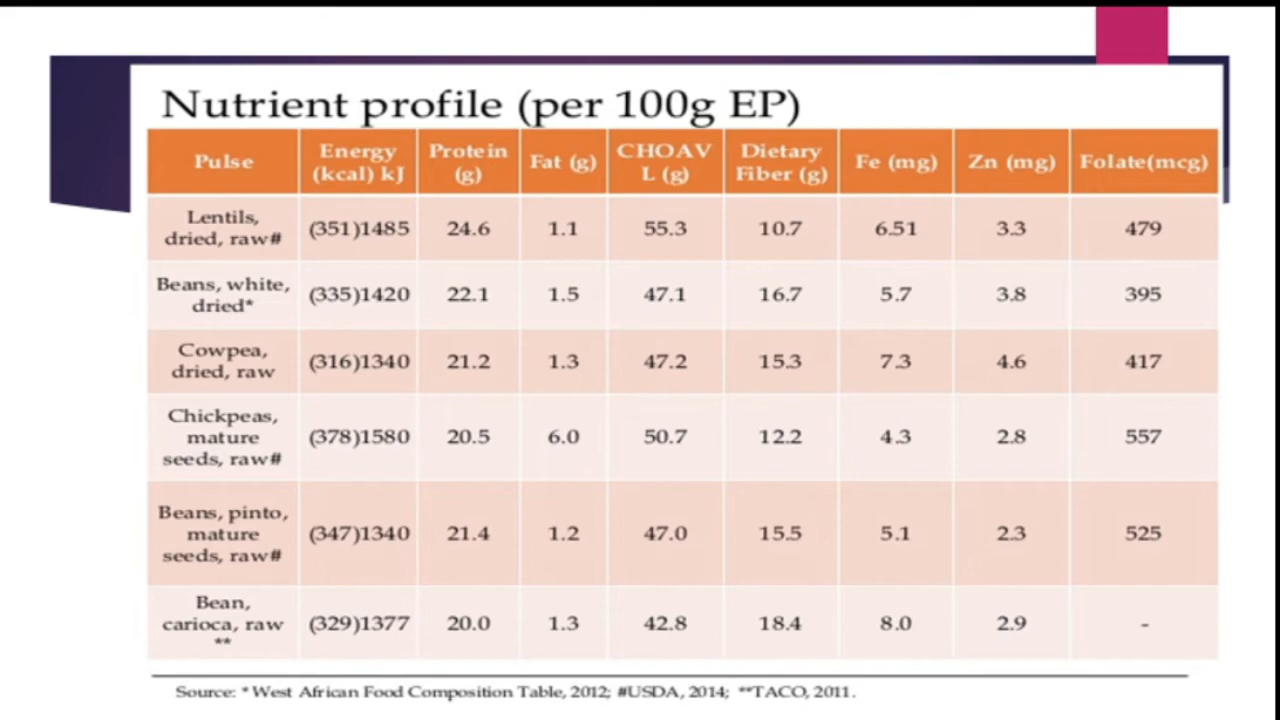 Nutrient profile (per 100g EP)
Pulse Energy (kcal) kJ Protein (g) Fat (g) CHOAV L (g) Dietary Fiber (g) Fe (mg) Zn (mg) Folate(mcg)
Lentils, dried, raw# (351)1485 24.6 1.1 55.3 10.7 6.51 3.3 479
Beans, white, dried* (335)1420 22.1 1.5 47.1 16.7 5.7 3.8 395
Cowpea, dried, raw (316)1340 21.2 1.3 47.2 15.3 7.3 4.6 417
Chickpeas, mature seeds, raw# (378)1580 20.5 6.0 50.7 12.2 4.3 2.8 557
Beans, pinto, mature seeds, raw# (347)1340 21.4 1.2 47.0 15.5 5.1 2.3 525
Bean, carioca, raw ** (329)1377 20.0 1.3 42.8 18.4 8.0 2.9 -
Source: *West African Food Composition Table, 2012; #USDA, 2014; **TACO, 2011.